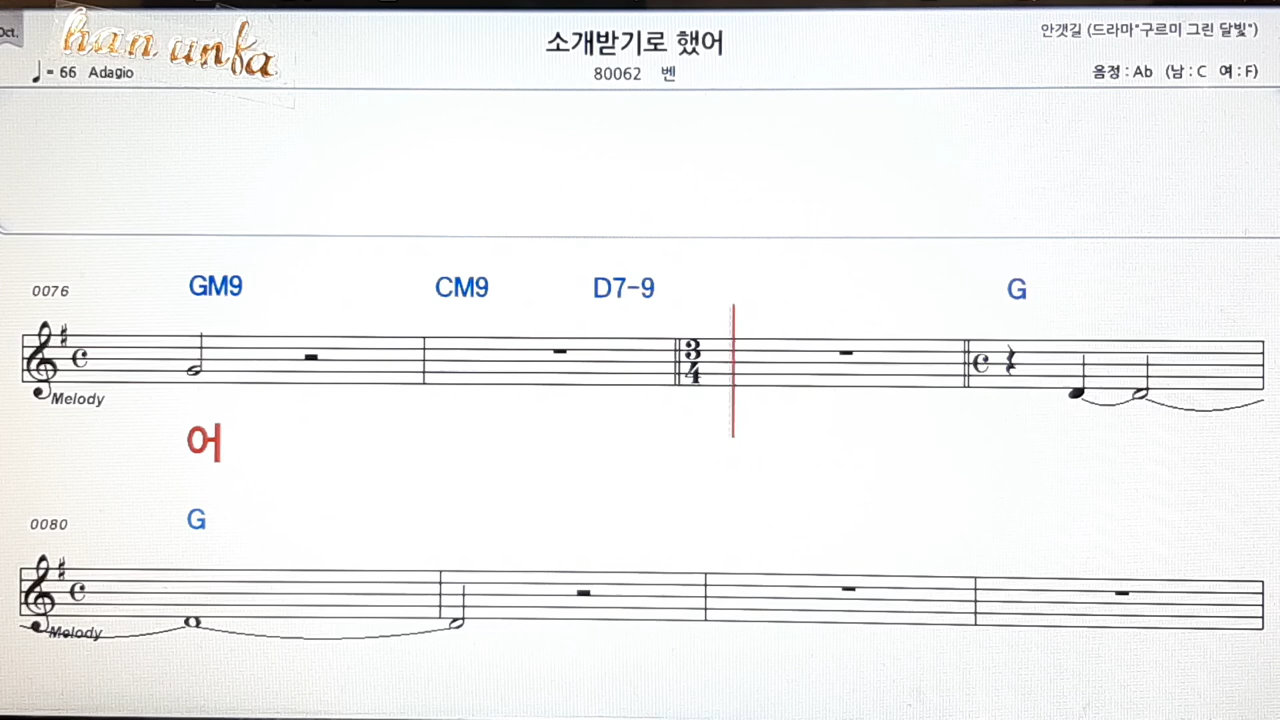 Oct.
han unfa
소개받기로 했어
안갯길 (드라마"구르미 그린 달빛")
♩= 66 Adagio
80062 벤
음정 : Ab (남 : C 여 : F)
0076
GM9 CM9 D7-9 G
3
4
Melody
어
0080
G
Melody